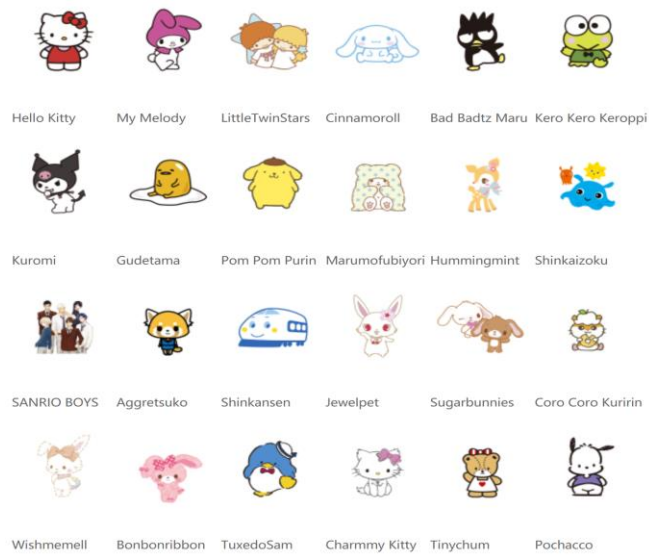 Hello Kitty My Melody LittleTwinStars Cinnamoroll Bad Badtz Maru Kero Kero Keroppi
Kuromi Gudetama Pom Pom Purin Marumofubiyori Hummingmint Shinkaizoku
SANRIO BOYS Aggretsuko Shinkansen Jewelpet Sugarbunnies Coro Coro Kuririn
Wishmemell Bonbonribbon TuxedoSam Charmmy Kitty Tinychum Pochacco